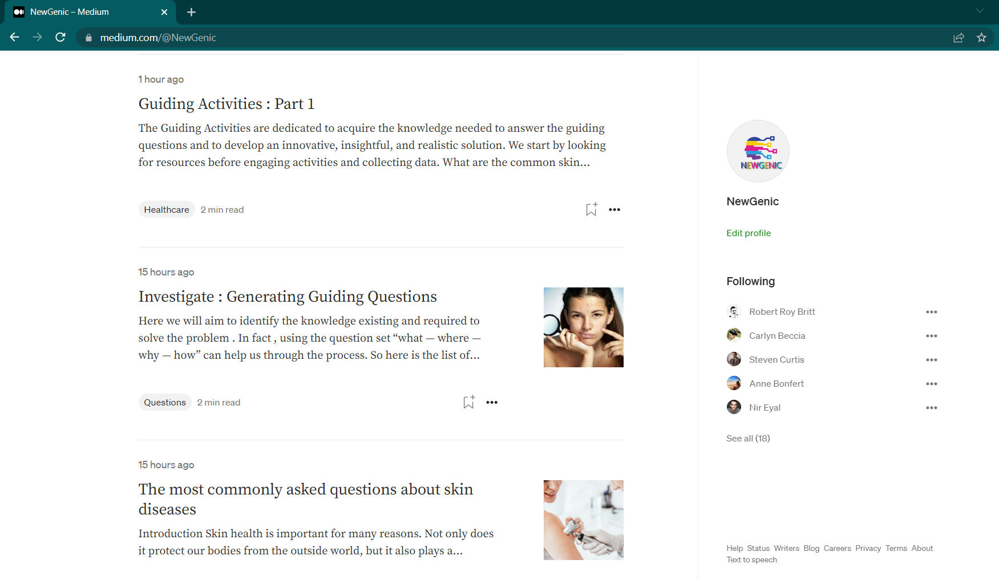 NewGenic – Medium
medium.com/@NewGenic
1 hour ago
Guiding Activities : Part 1
The Guiding Activities are dedicated to acquire the knowledge needed to answer the guiding
questions and to develop an innovative, insightful, and realistic solution. We start by looking
for resources before engaging activities and collecting data. What are the common skin...
Healthcare 2 min read
15 hours ago
Investigate : Generating Guiding Questions
Here we will aim to identify the knowledge existing and required to
solve the problem . In fact , using the question set “what — where —
why — how” can help us through the process. So here is the list of...
Questions 2 min read
15 hours ago
The most commonly asked questions about skin
diseases
Introduction Skin health is important for many reasons. Not only does
it protect our bodies from the outside world, but it also plays a...
NEWGENIC
NewGenic
Edit profile
Following
Robert Roy Britt
Carlyn Beccia
Steven Curtis
Anne Bonfert
Nir Eyal
See all (18)
Help Status Writers Blog Careers Privacy Terms About
Text to speech